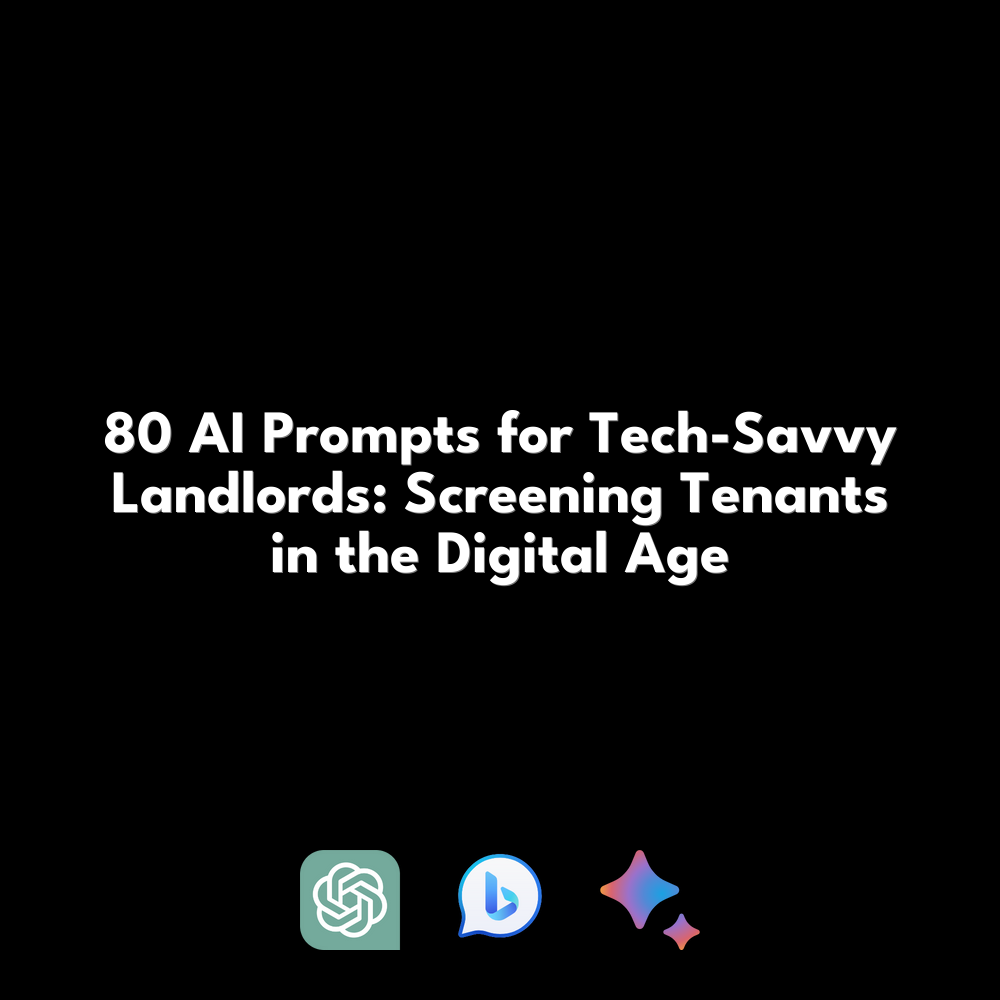 80 AI Prompts for Tech-Savvy
Landlords: Screening Tenants
in the Digital Age